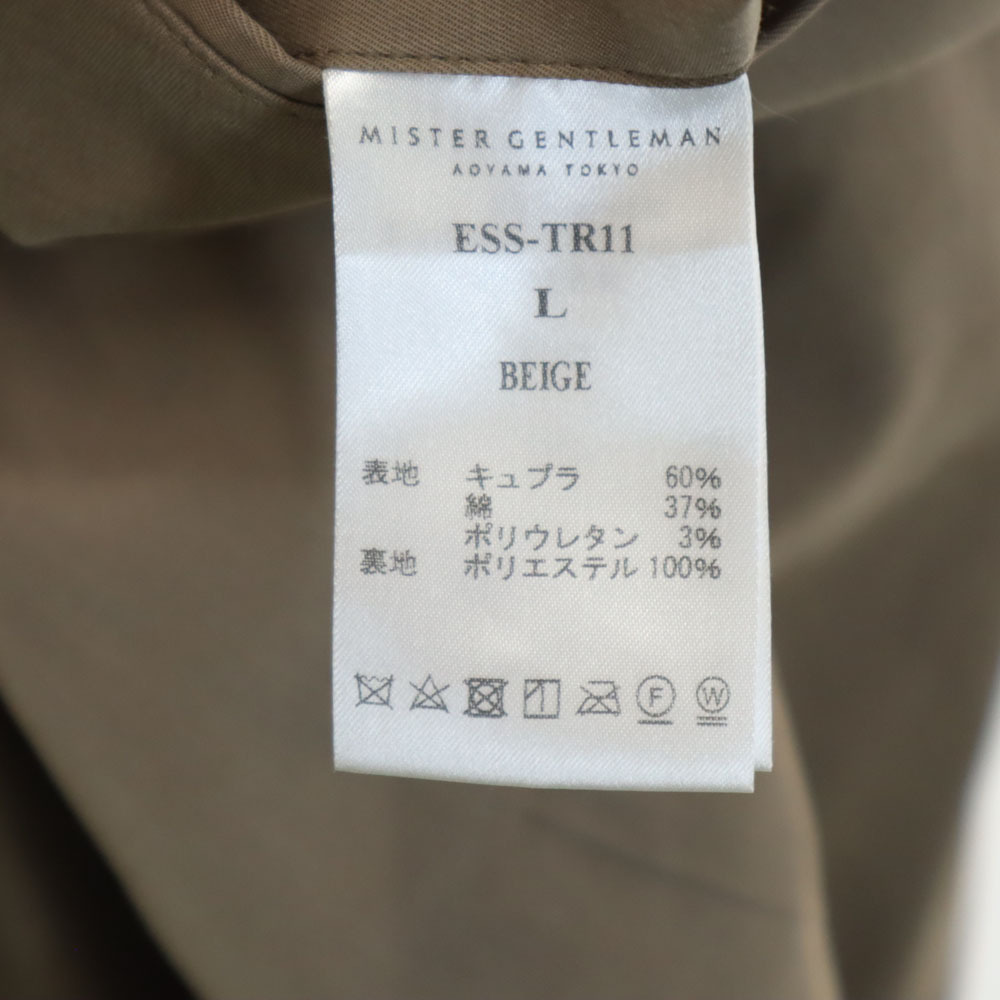 MISTER GENTLEMAN
AOYAMA TOKYO
ESS-TR11
L
BEIGE
表地 キュプラ 60%
綿 37%
ポリウレタン 3%
裏地 ポリエステル 100%
F W